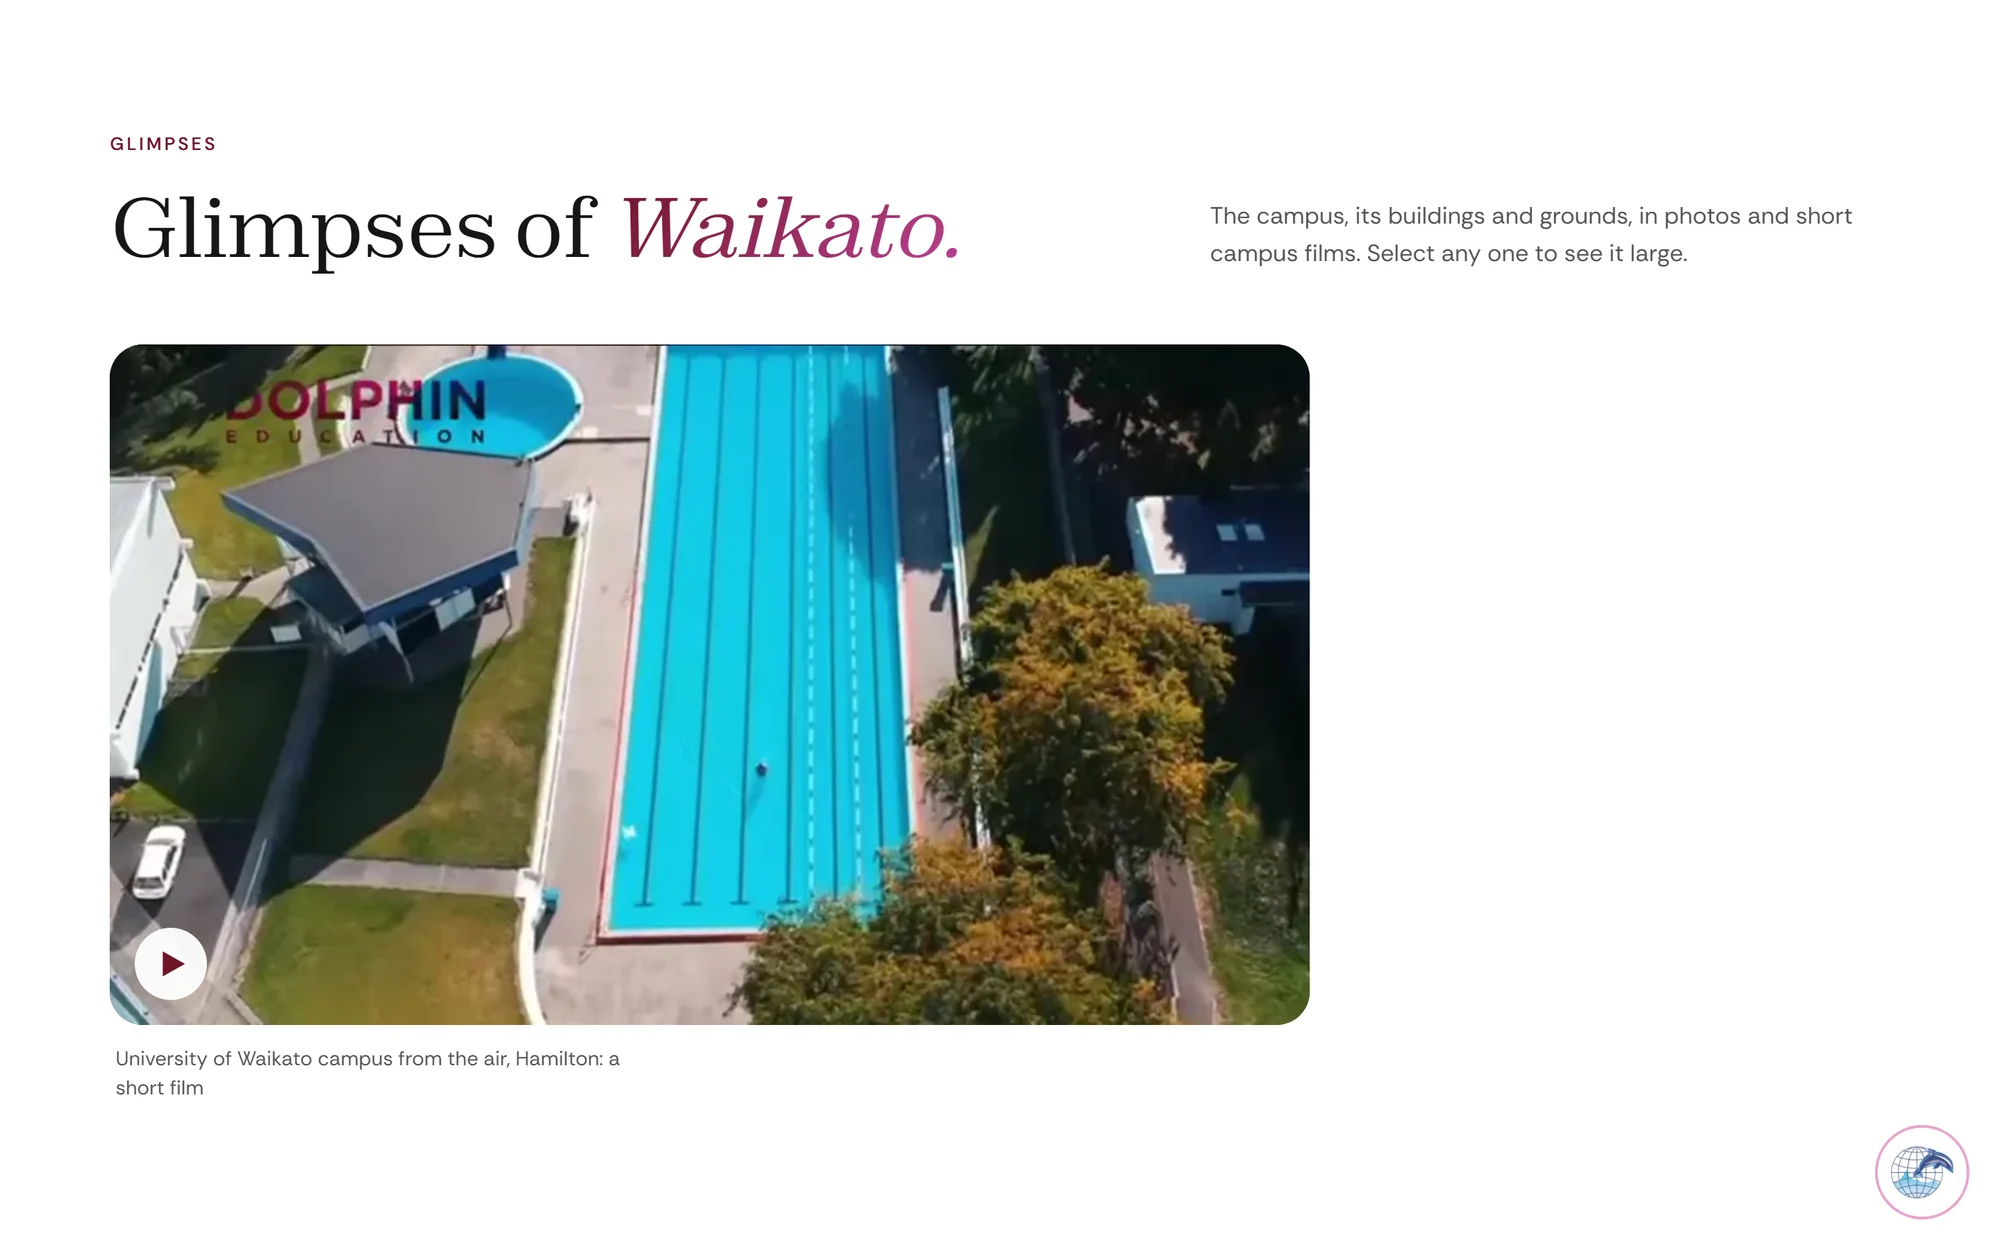 GLIMPSES
Glimpses of Waikato.
The campus, its buildings and grounds, in photos and short
campus films. Select any one to see it large.
DOLPHIN
EDUCATION
University of Waikato campus from the air, Hamilton: a
short film